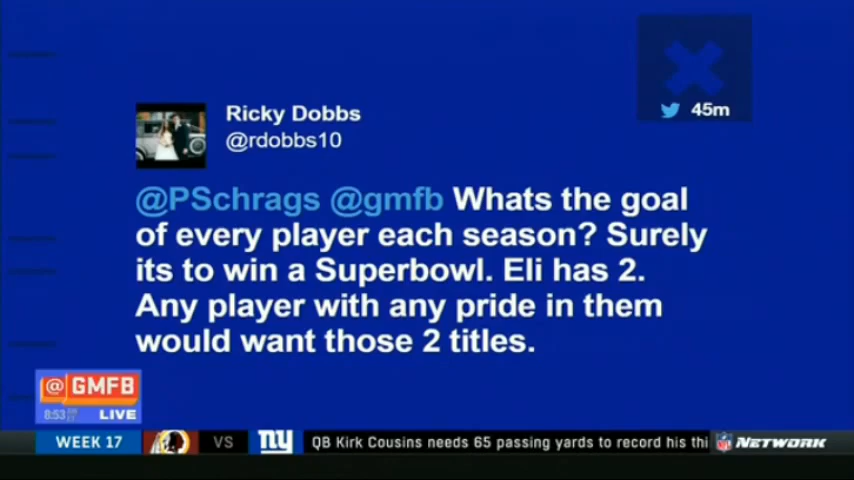 45m
Ricky Dobbs
@rdobbs10
@PSchrags @gmfb Whats the goal
of every player each season? Surely
its to win a Superbowl. Eli has 2.
Any player with any pride in them
would want those 2 titles.
@ GMFB
8:53 LIVE
WEEK 17 VS ny QB Kirk Cousins needs 65 passing yards to record his thi NFL NETWORK